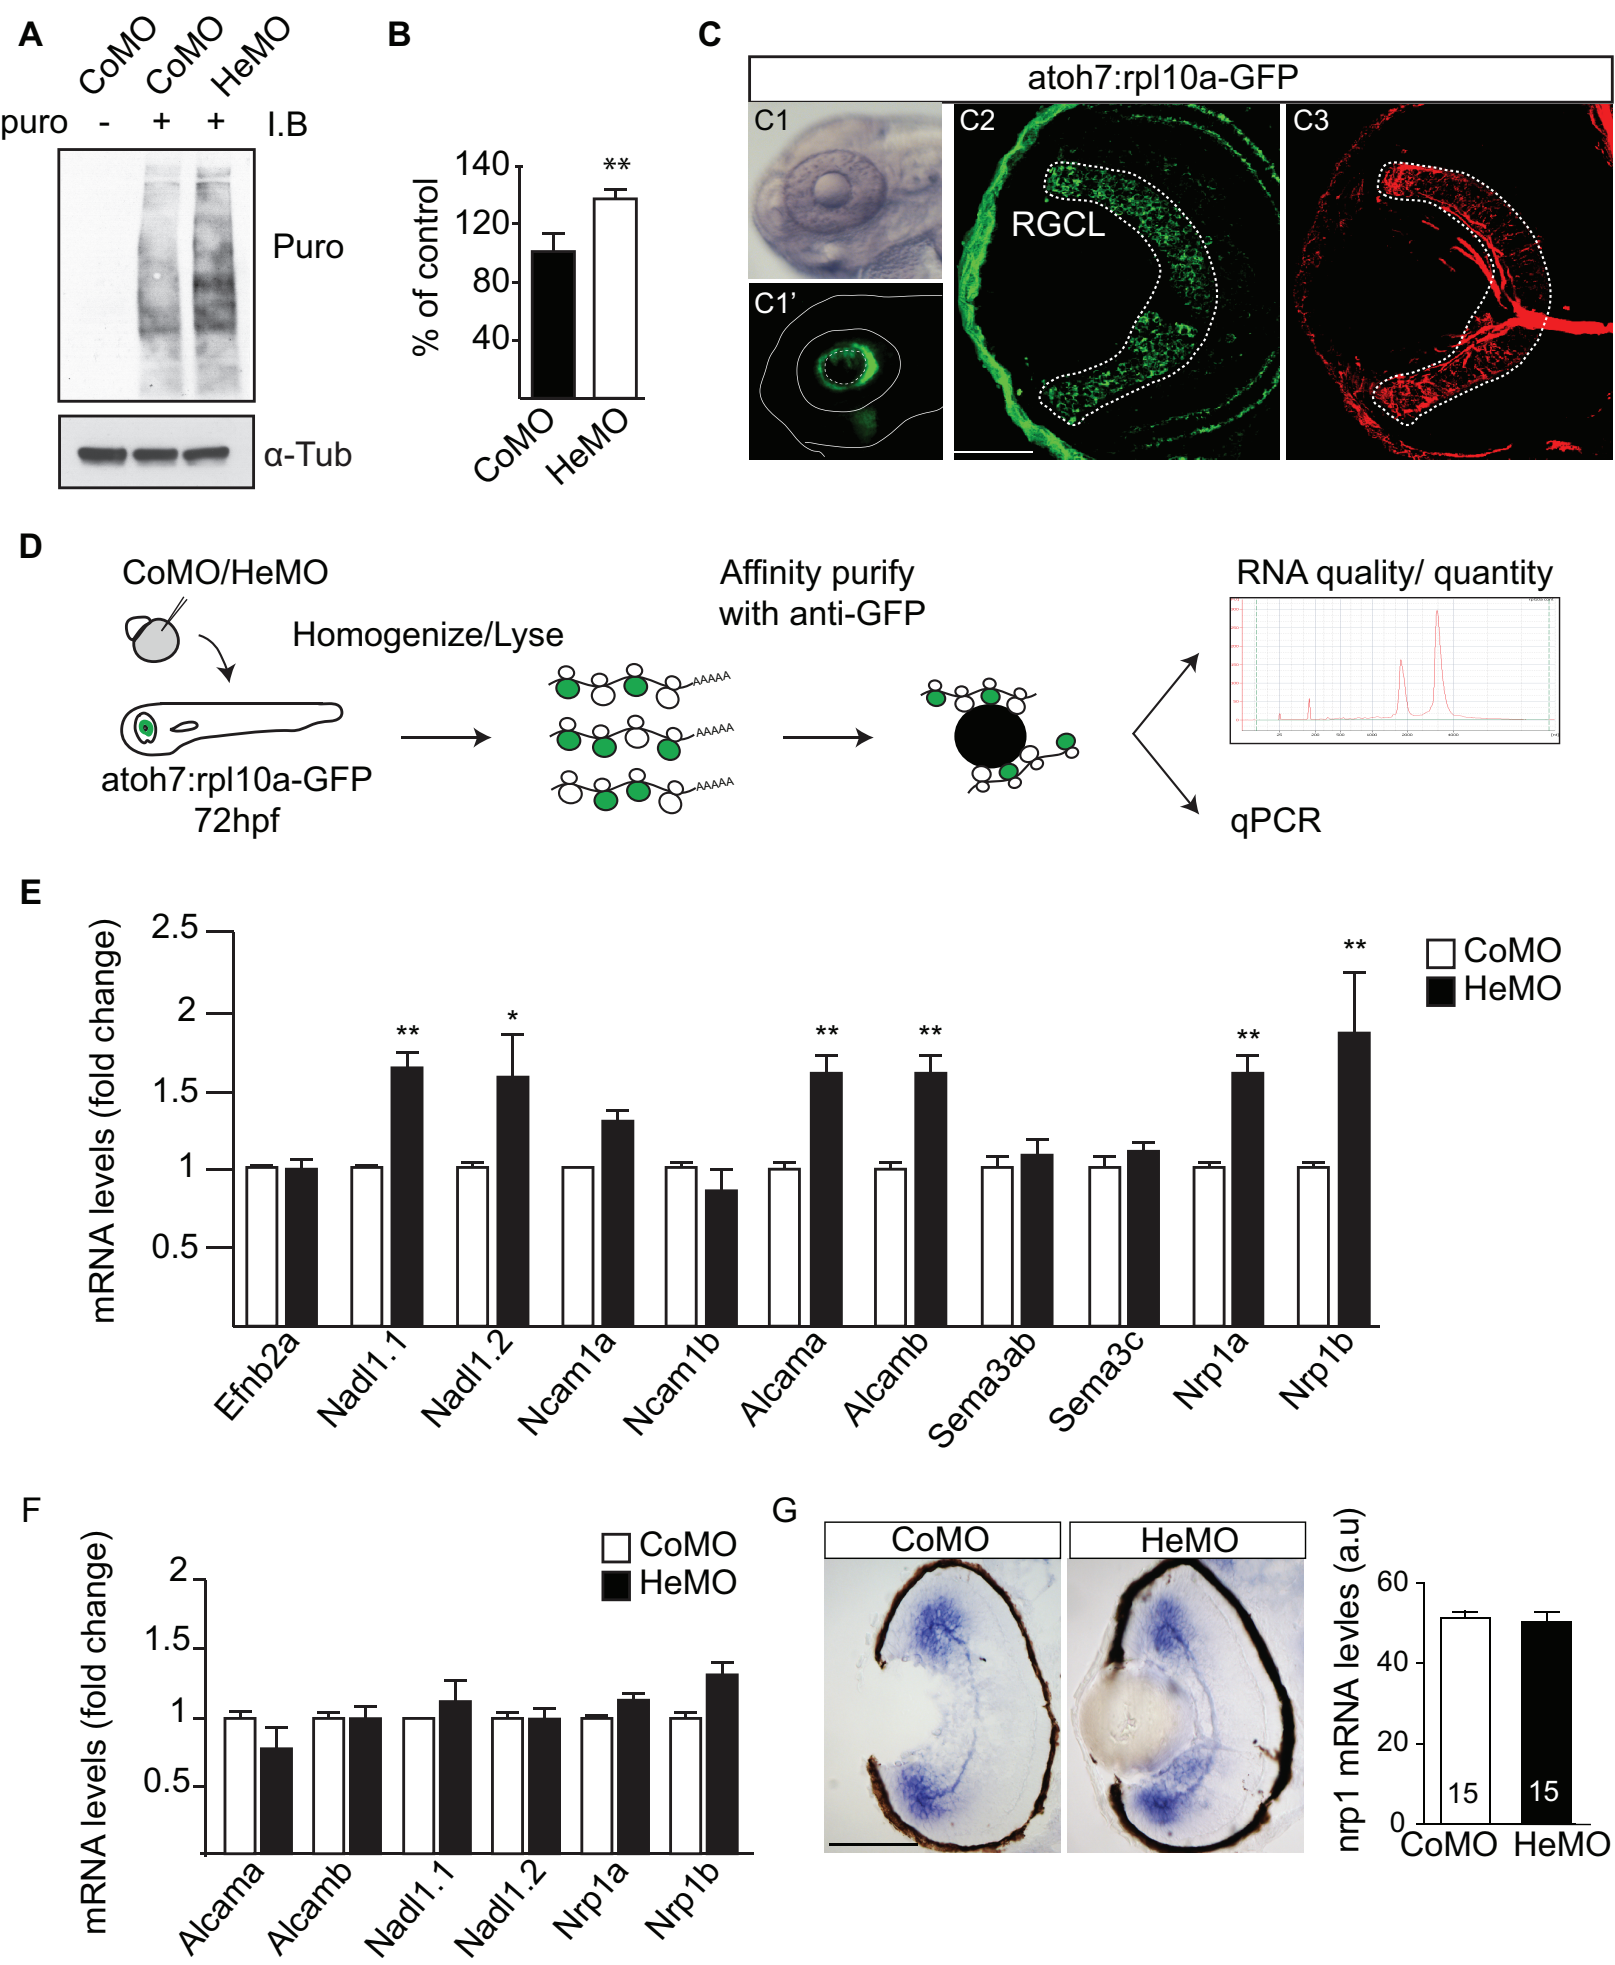 A
CoMO
CoMO
HeMO
puro - + + I.B
Puro
α-Tub
B
% of control
140
120
80
40
**
CoMO
HeMO
C
atoh7:rpl10a-GFP
C1
C1’
C2
RGCL
C3
D
CoMO/HeMO
Homogenize/Lyse
Affinity purify
with anti-GFP
RNA quality/ quantity
AAAAA
AAAAA
AAAAA
atoh7:rpl10a-GFP
72hpf
qPCR
E
mRNA levels (fold change)
2.5
2
1.5
1
0.5
** * ** ** ** **
CoMO
HeMO
Efnb2a
Nadl1.1
Nadl1.2
Ncam1a
Ncam1b
Alcama
Alcamb
Sema3ab
Sema3c
Nrp1a
Nrp1b
F
mRNA levels (fold change)
2
1.5
1
0.5
CoMO
HeMO
Alcama
Alcamb
Nadl1.1
Nadl1.2
Nrp1a
Nrp1b
G
CoMO
HeMO
nrp1 mRNA levles (a.u)
60
40
20
0
15
15
CoMO HeMO